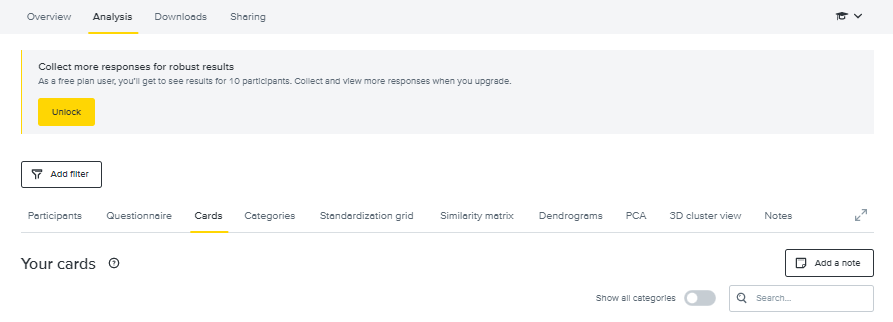 Overview Analysis Downloads Sharing
Collect more responses for robust results
As a free plan user, you'll get to see results for 10 participants. Collect and view more responses when you upgrade.
Unlock
Add filter
Participants Questionnaire Cards Categories Standardization grid Similarity matrix Dendrograms PCA 3D cluster view Notes
Your cards ?
Add a note
Show all categories Search...